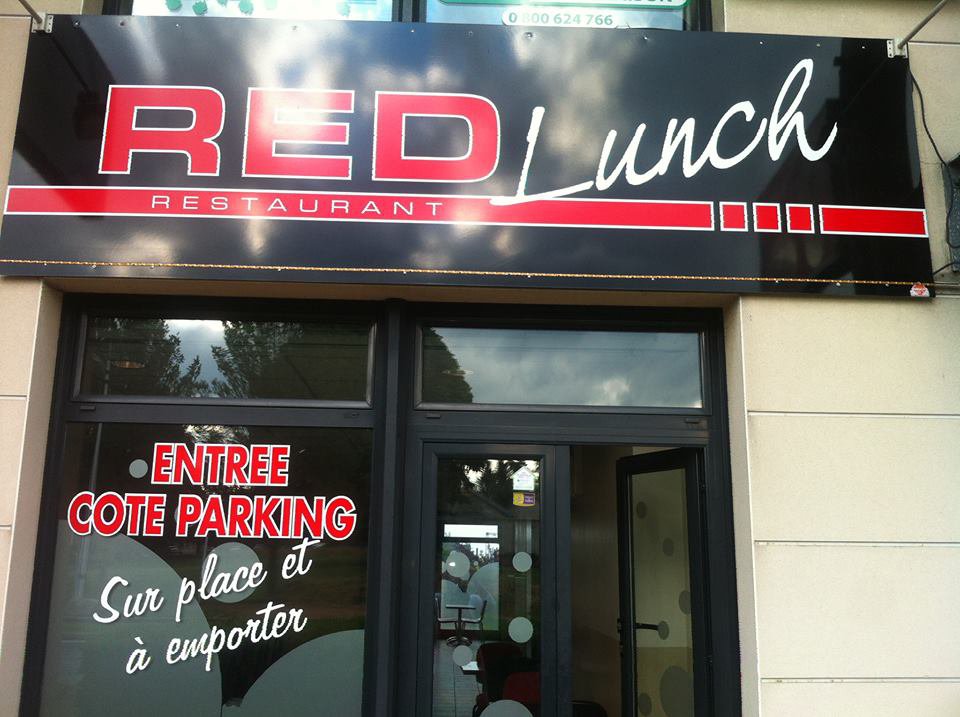 0 800 624 766
RED Lunch
RESTAURANT
ENTREE
COTE PARKING
Sur place et
à emporter